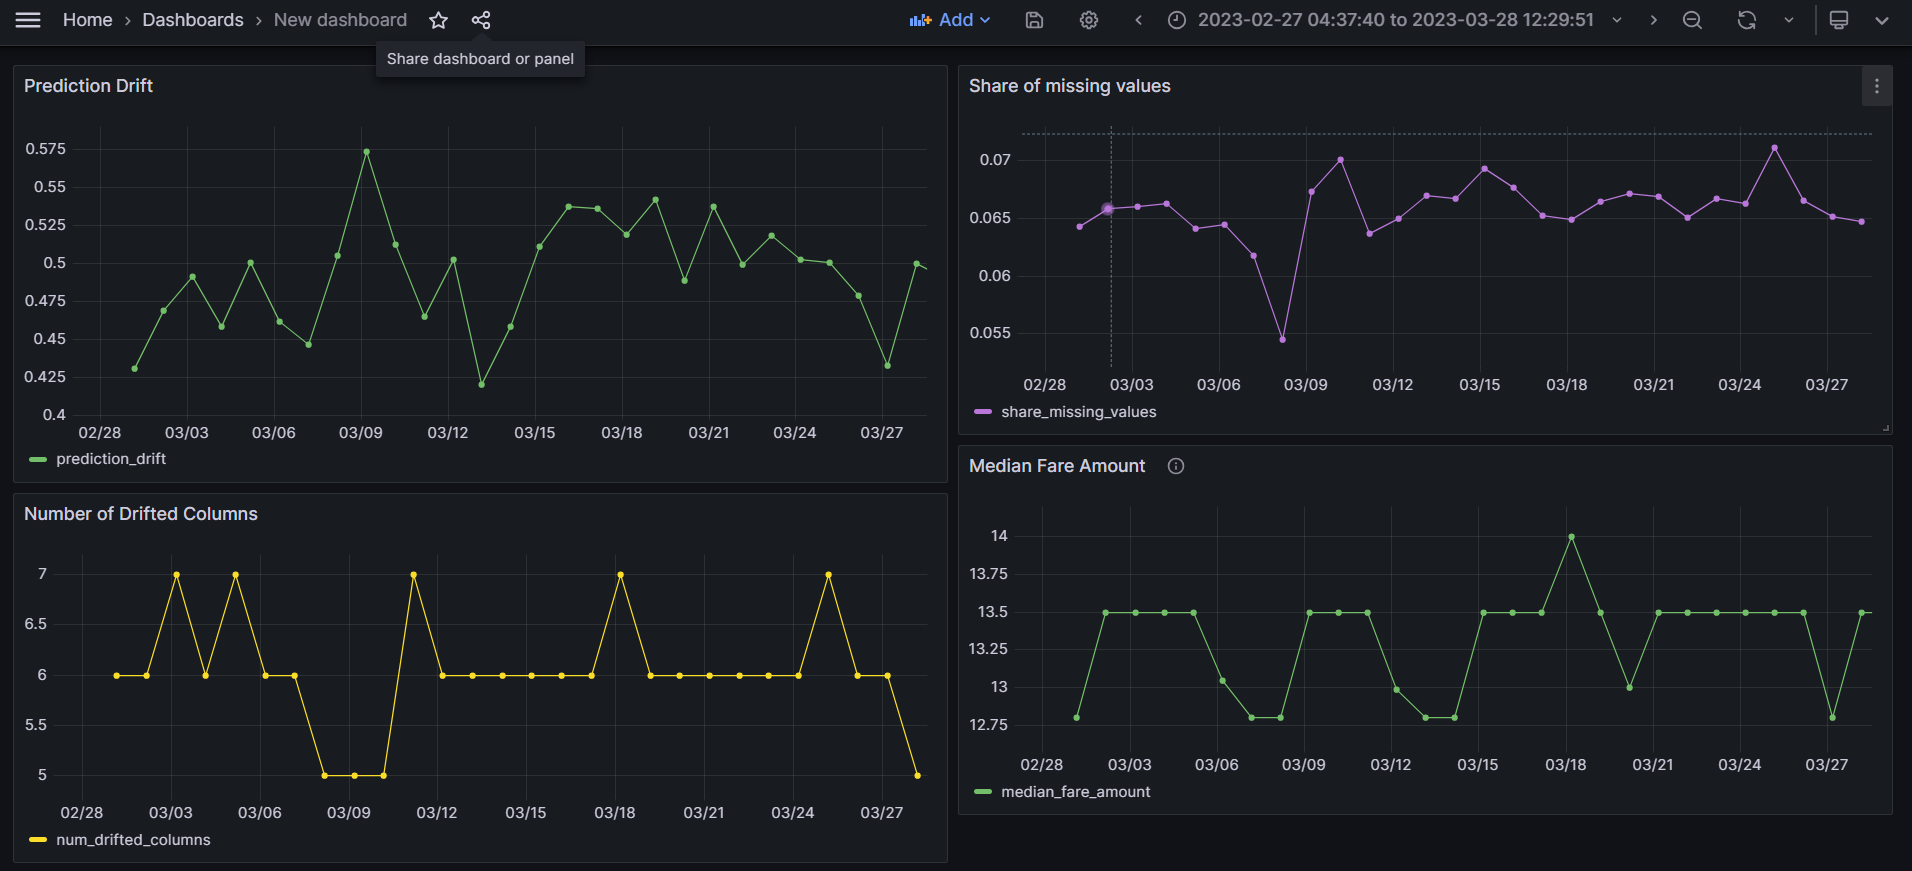 Home › Dashboards › New dashboard
Add
2023-02-27 04:37:40 to 2023-03-28 12:29:51
Share dashboard or panel
Prediction Drift
0.575
0.55
0.525
0.5
0.475
0.45
0.425
0.4
02/28 03/03 03/06 03/09 03/12 03/15 03/18 03/21 03/24 03/27
prediction_drift
Share of missing values
0.07
0.065
0.06
0.055
02/28 03/03 03/06 03/09 03/12 03/15 03/18 03/21 03/24 03/27
share_missing_values
Number of Drifted Columns
7
6.5
6
5.5
5
02/28 03/03 03/06 03/09 03/12 03/15 03/18 03/21 03/24 03/27
num_drifted_columns
Median Fare Amount
14
13.75
13.5
13.25
13
12.75
02/28 03/03 03/06 03/09 03/12 03/15 03/18 03/21 03/24 03/27
median_fare_amount